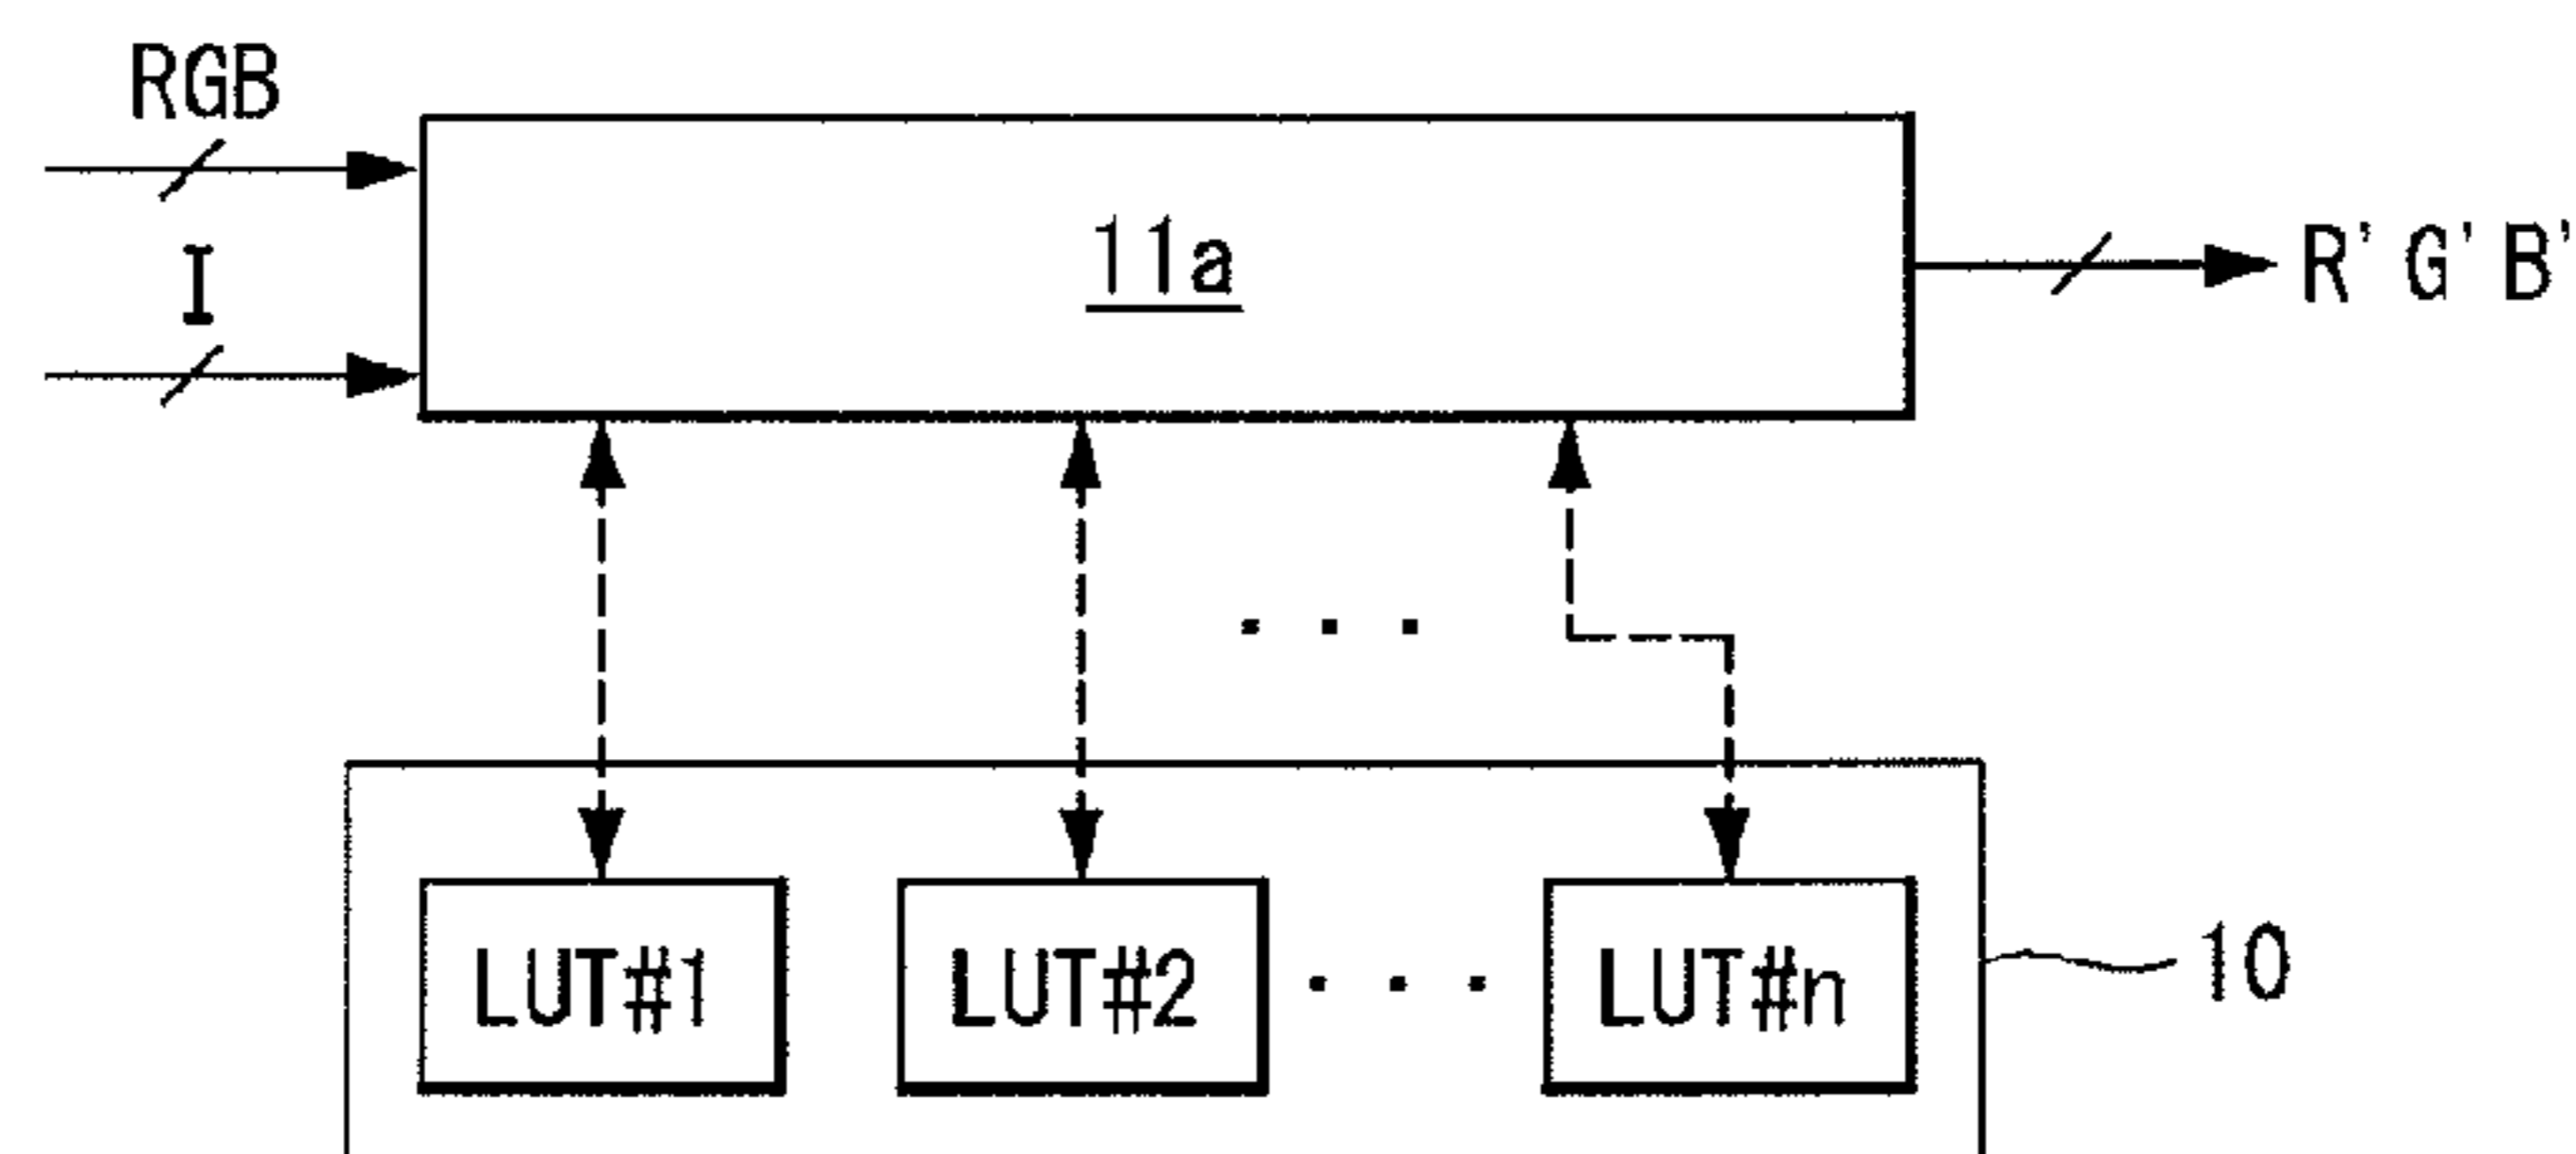 RGB
I
11a
R' G' B'
. . .
LUT#1 LUT#2 . . . LUT#n
10